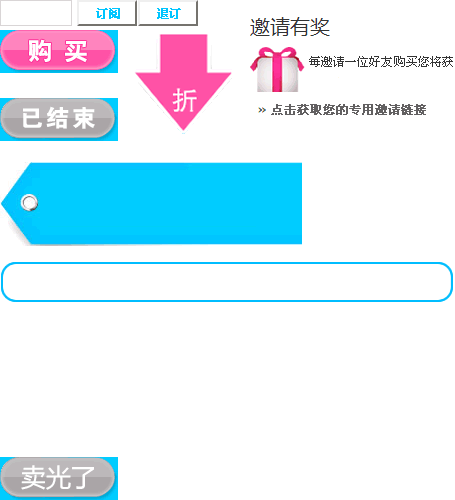 订阅 退订
邀请有奖
购 买
每邀请一位好友购买您将获
折
» 点击获取您的专用邀请链接
已结束
卖光了